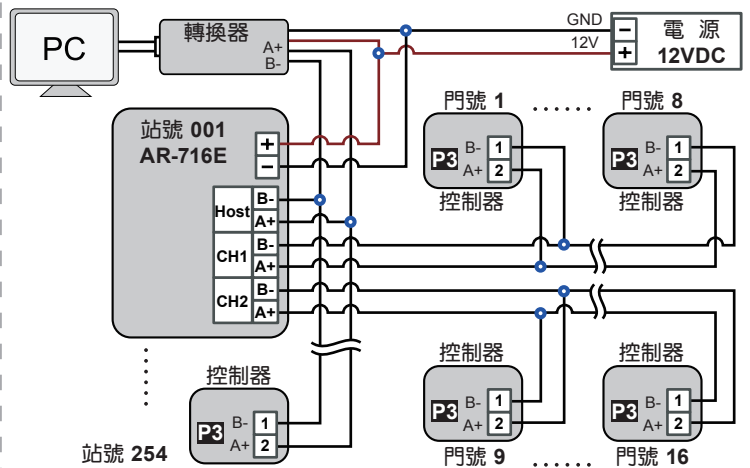 PC
轉換器
A+
B-
GND
12V
−
+
電 源
12VDC
站號 001
AR-716E
+
−
Host
B-
A+
CH1
B-
A+
CH2
B-
A+
門號 1
......
門號 8
P3
B-
1
A+
2
控制器
P3
B-
1
A+
2
控制器
控制器
P3
B-
1
A+
2
門號 9
......
控制器
P3
B-
1
A+
2
門號 16
控制器
P3
B-
1
A+
2
站號 254